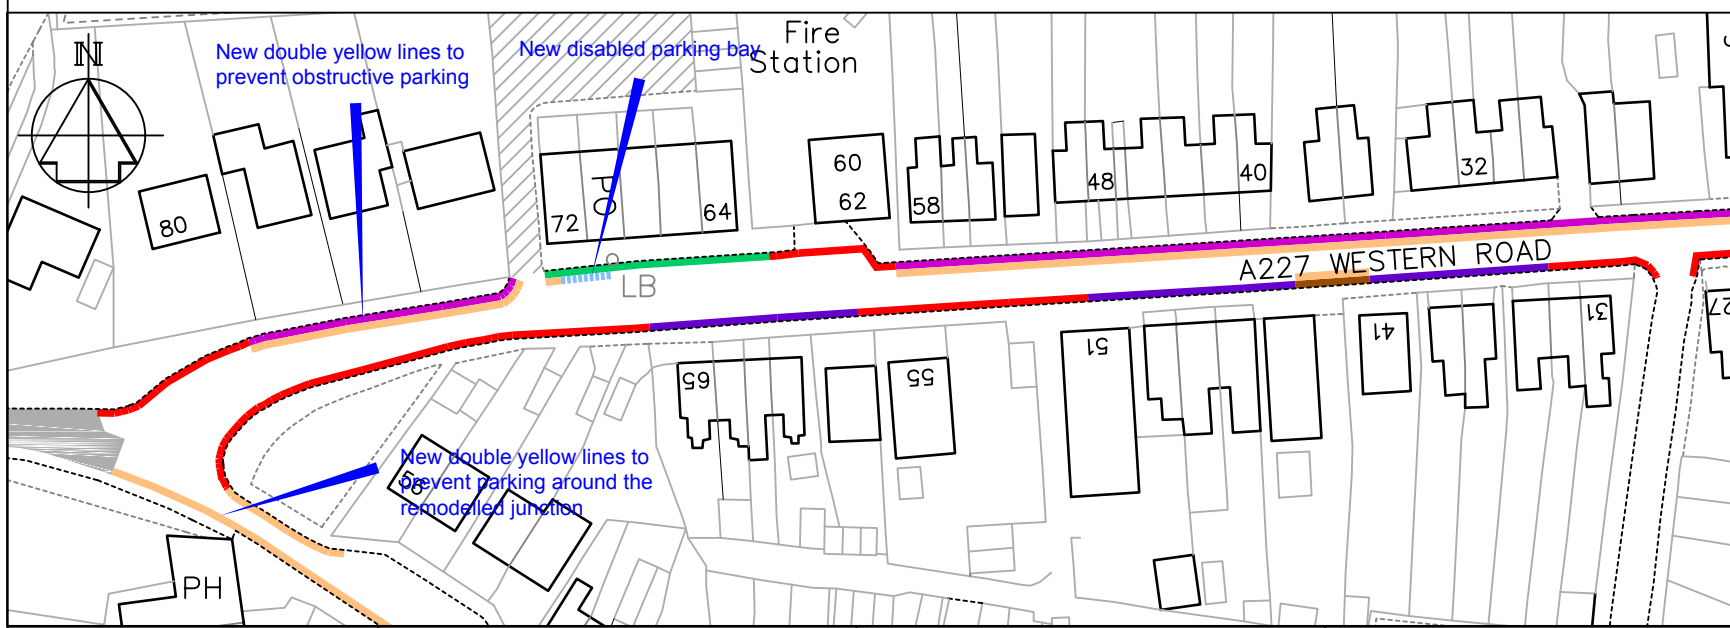 N
New double yellow lines to
prevent obstructive parking
New disabled parking bay
Fire
Station
80
PO
72
64
60
62
58
48
40
32
LB
A227 WESTERN ROAD
65
55
51
41
31
27
56
New double yellow lines to
prevent parking around the
remodelled junction
PH